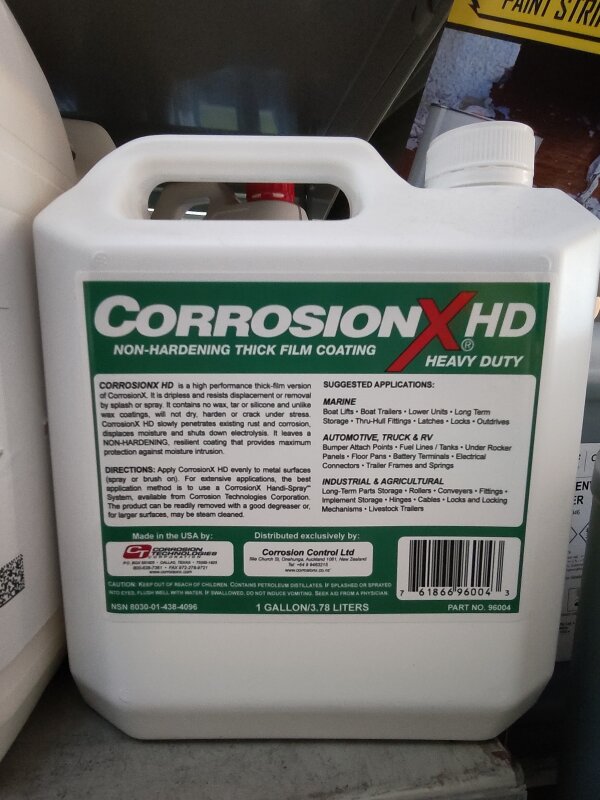 PAINT STRI
CORROSIONX HD
NON-HARDENING THICK FILM COATING
HEAVY DUTY
CORROSIONX HD is a high performance thick-film version
of CorrosionX. It is dripless and resists displacement or removal
by splash or spray. It contains no wax, tar or silicone and unlike
wax coatings, will not dry, harden or crack under stress.
CorrosionX HD slowly penetrates existing rust and corrosion,
displaces moisture and shuts down electrolysis. It leaves a
NON-HARDENING, resilient coating that provides maximum
protection against moisture intrusion.
DIRECTIONS: Apply CorrosionX HD evenly to metal surfaces
(spray or brush on). For extensive applications, the best
application method is to use a CorrosionX Handi-Spray™
System, available from Corrosion Technologies Corporation.
The product can be readily removed with a good degreaser or,
for larger surfaces, may be steam cleaned.
SUGGESTED APPLICATIONS:
MARINE
Boat Lifts · Boat Trailers · Lower Units · Long Term
Storage · Thru-Hull Fittings · Latches · Locks · Outdrives
AUTOMOTIVE, TRUCK & RV
Bumper Attach Points · Fuel Lines / Tanks · Under Rocker
Panels · Floor Pans · Battery Terminals · Electrical
Connectors · Trailer Frames and Springs
INDUSTRIAL & AGRICULTURAL
Long-Term Parts Storage · Rollers · Conveyers · Fittings ·
Implement Storage · Hinges · Cables · Locks and Locking
Mechanisms · Livestock Trailers
Made in the USA by:
CT CORROSION
TECHNOLOGIES
CORPORATION
Distributed exclusively by:
Corrosion Control Ltd
®
7 61866 96004 3
CAUTION: KEEP OUT OF REACH OF CHILDREN. CONTAINS PETROLEUM DISTILLATES. IF SPLASHED OR SPRAYED
INTO EYES, FLUSH WELL WITH WATER. IF SWALLOWED, DO NOT INDUCE VOMITING. SEEK AID FROM A PHYSICIAN.
NSN 8030-01-438-4096
1 GALLON/3.78 LITERS
PART NO. 96004